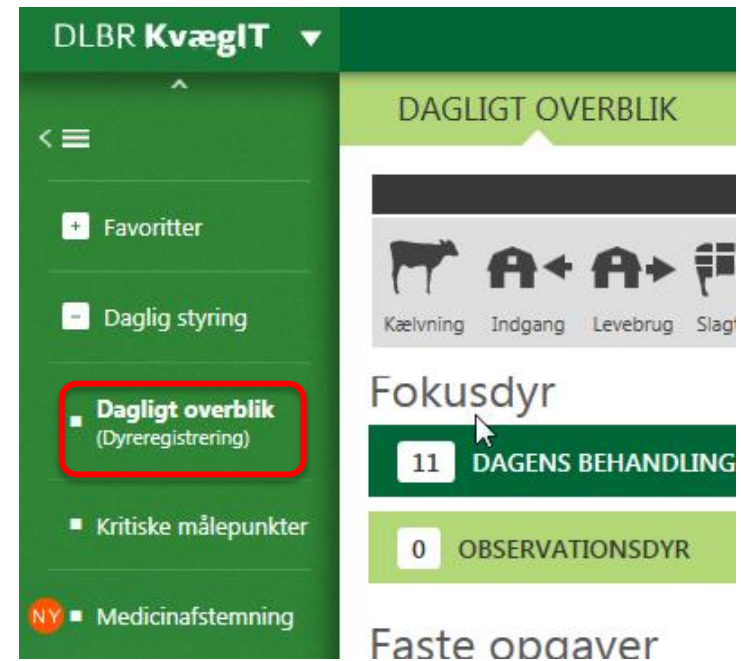 DLBR KvægIT
Favoritter
Daglig styring
Dagligt overblik
(Dyreregistrering)
Kritiske målepunkter
NY Medicinafstemning
DAGLIGT OVERBLIK
Kælvning Indgang Levebrug
Fokusdyr
11 DAGENS BEHANDLING
0 OBSERVATIONSDYR
Faste opgaver